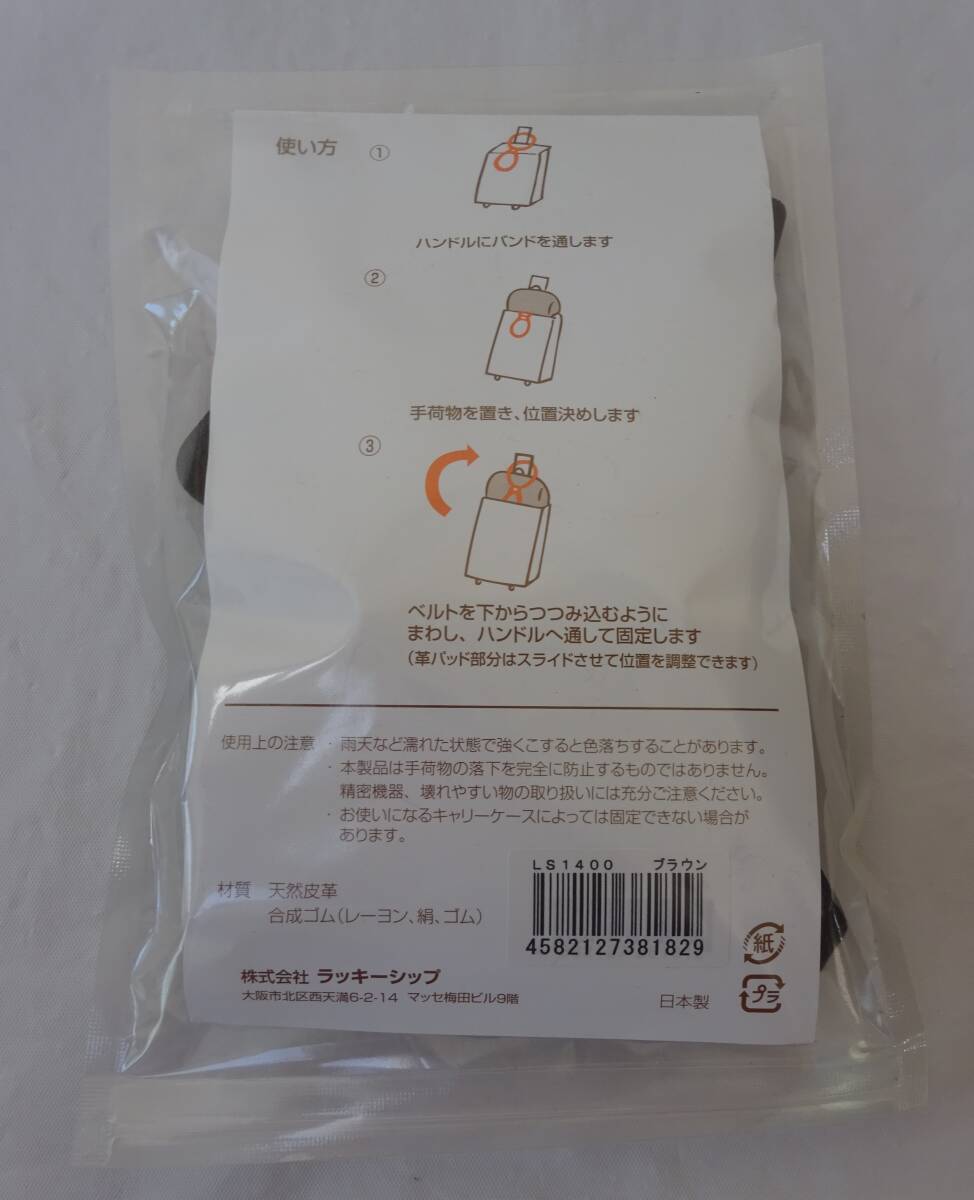 使い方
①
ハンドルにバンドを通します
②
手荷物を置き、位置決めします
③
ベルトを下からつつみ込むように
まわし、ハンドルへ通して固定します
(革パッド部分はスライドさせて位置を調整できます)
使用上の注意 ・雨天など濡れた状態で強くこすると色落ちすることがあります。
・本製品は手荷物の落下を完全に防止するものではありません。
精密機器、壊れやすい物の取り扱いには充分ご注意ください。
・お使いになるキャリーケースによっては固定できない場合が
あります。
LS1400 ブラウン
4582127381829
材質 天然皮革
合成ゴム(レーヨン、絹、ゴム)
株式会社 ラッキーシップ
大阪市北区西天満6-2-14 マッセ梅田ビル9階
日本製
紙
プラ